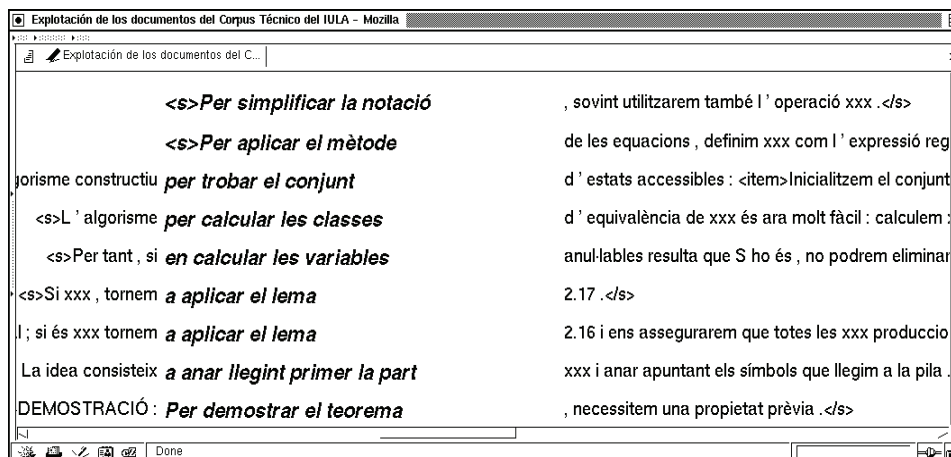 Explotación de los documentos del Corpus Técnico del IULA - Mozilla
Explotación de los documentos del C...
<s>Per simplificar la notació , sovint utilitzarem també l ' operació xxx .</s>
<s>Per aplicar el mètode de les equacions , definim xxx com l ' expressió reg
gorisme constructiu per trobar el conjunt d ' estats accessibles : <item>Inicialitzem el conjunt
<s>L ' algorisme per calcular les classes d ' equivalència de xxx és ara molt fàcil : calculem :
<s>Per tant , si en calcular les variables anul·lables resulta que S ho és , no podrem eliminar
<s>Si xxx , tornem a aplicar el lema 2.17 .</s>
l ; si és xxx tornem a aplicar el lema 2.16 i ens assegurarem que totes les xxx produccio
La idea consisteix a anar llegint primer la part xxx i anar apuntant els símbols que llegim a la pila .
DEMOSTRACIÓ : Per demostrar el teorema , necessitem una propietat prèvia .</s>
Done